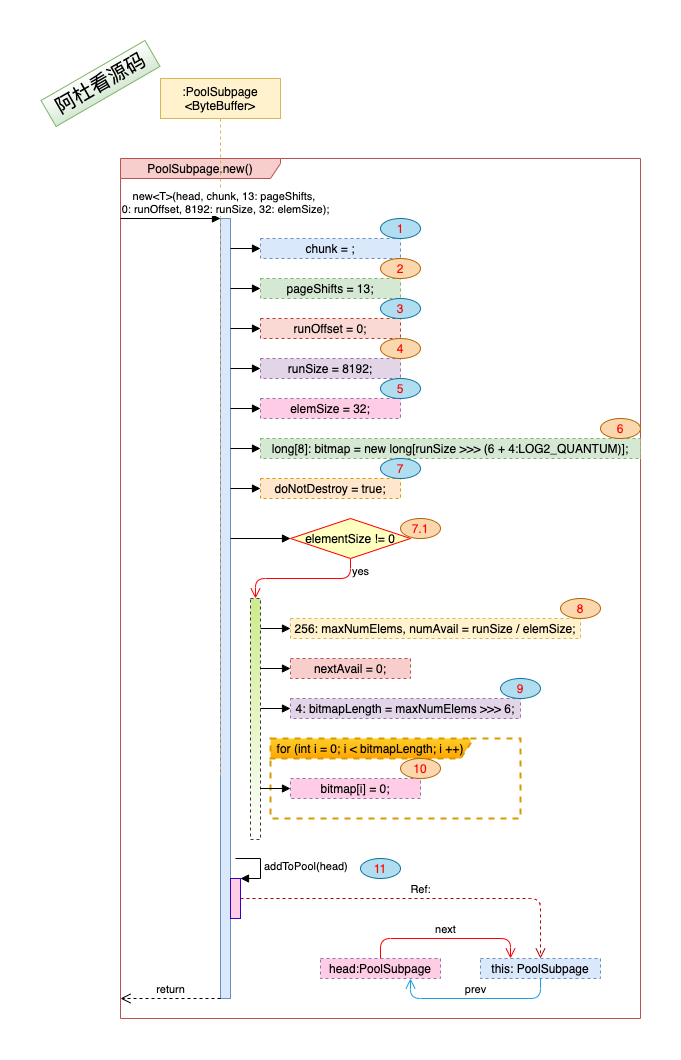 阿杜看源码
:PoolSubpage
<ByteBuffer>
PoolSubpage.new()
new<T>(head, chunk, 13: pageShifts,
0: runOffset, 8192: runSize, 32: elemSize);
1
chunk = ;
2
pageShifts = 13;
3
runOffset = 0;
4
runSize = 8192;
5
elemSize = 32;
6
long[8]: bitmap = new long[runSize >>> (6 + 4:LOG2_QUANTUM)];
7
doNotDestroy = true;
7.1
elementSize != 0
yes
8
256: maxNumElems, numAvail = runSize / elemSize;
nextAvail = 0;
9
4: bitmapLength = maxNumElems >>> 6;
for (int i = 0; i < bitmapLength; i ++)
10
bitmap[i] = 0;
addToPool(head)
11
Ref:
next
head:PoolSubpage
this: PoolSubpage
prev
return